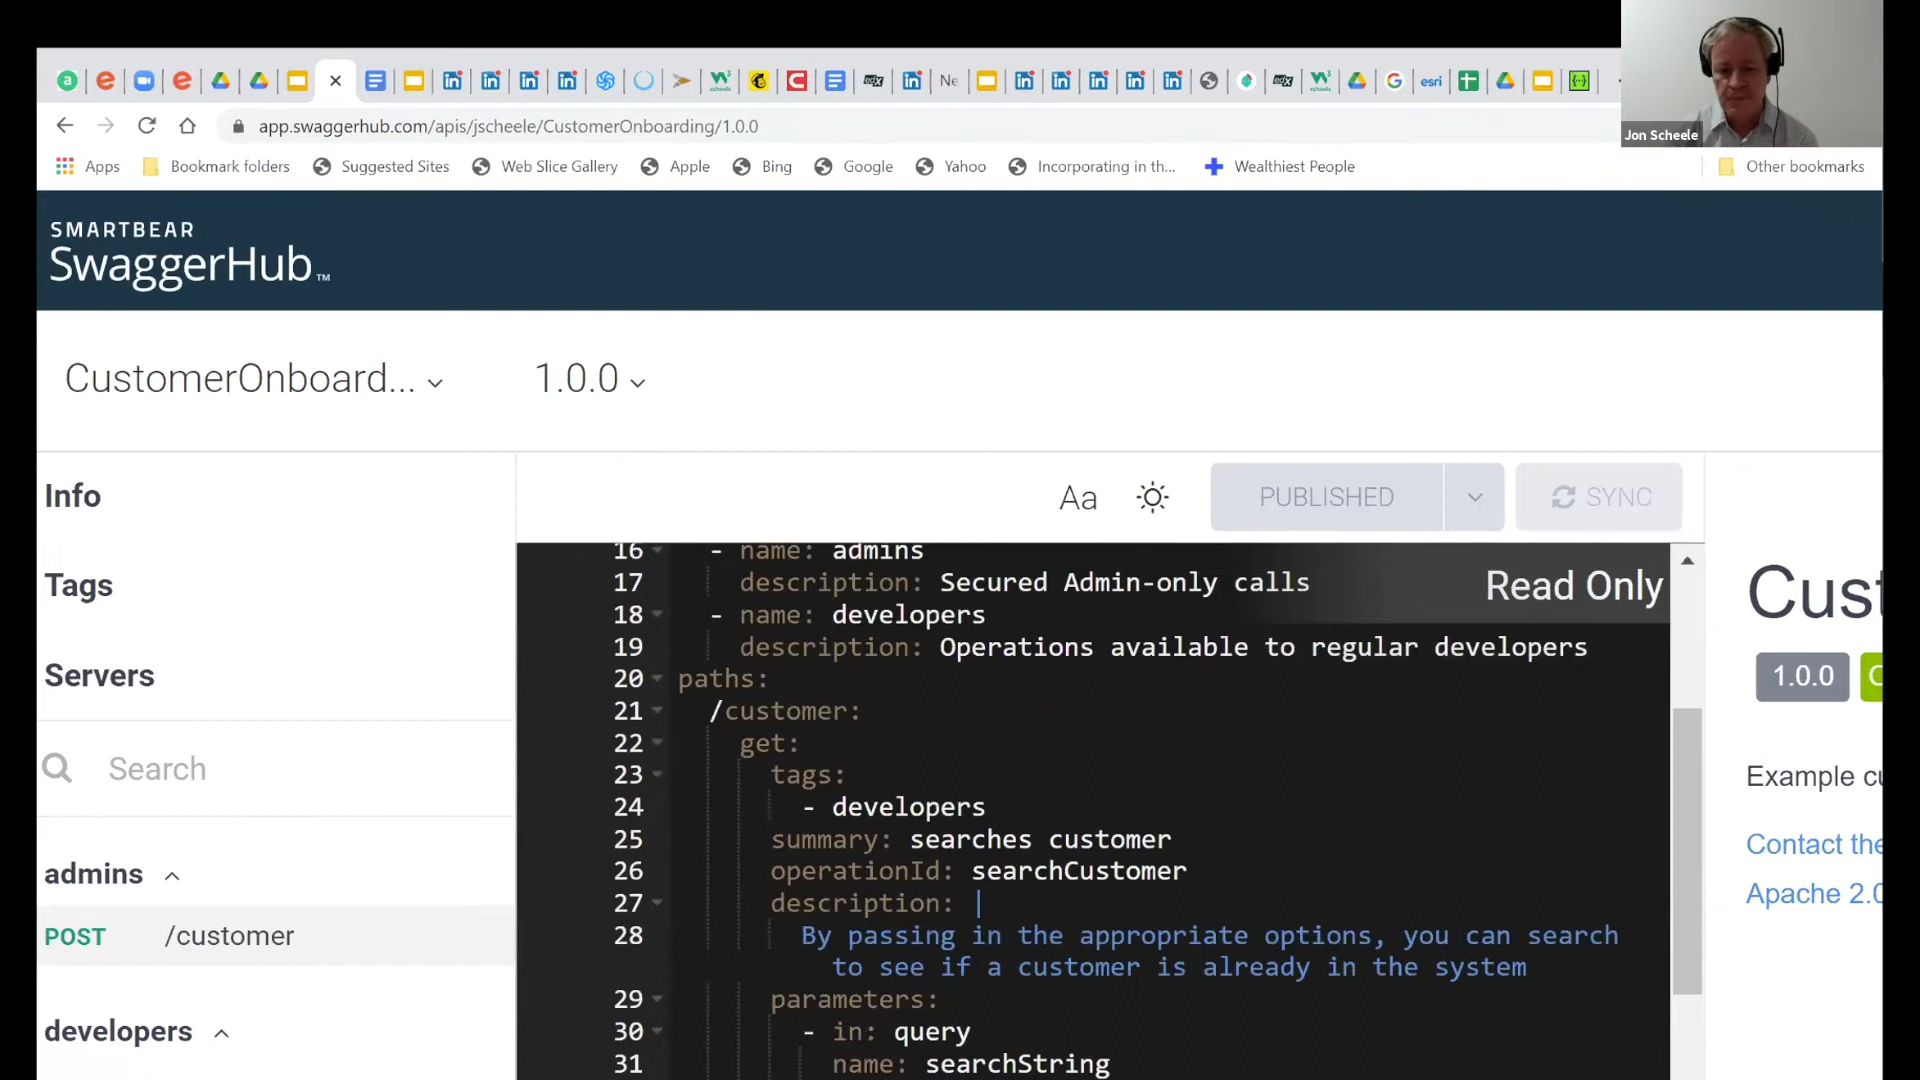 Ne
esri
app.swaggerhub.com/apis/jscheele/CustomerOnboarding/1.0.0
Jon Scheele
Apps Bookmark folders Suggested Sites Web Slice Gallery Apple Bing Google Yahoo Incorporating in th... Wealthiest People Other bookmarks
SMARTBEAR
SwaggerHub™
CustomerOnboard... 1.0.0
Info
Tags
Servers
Search
admins
POST /customer
developers
Aa PUBLISHED SYNC
Read Only
16 - name: admins
17 description: Secured Admin-only calls
18 - name: developers
19 description: Operations available to regular developers
20 paths:
21 /customer:
22 get:
23 tags:
24 - developers
25 summary: searches customer
26 operationId: searchCustomer
27 description: |
28 By passing in the appropriate options, you can search
to see if a customer is already in the system
29 parameters:
30 - in: query
31 name: searchString
Cust
1.0.0
Example cu
Contact the
Apache 2.0